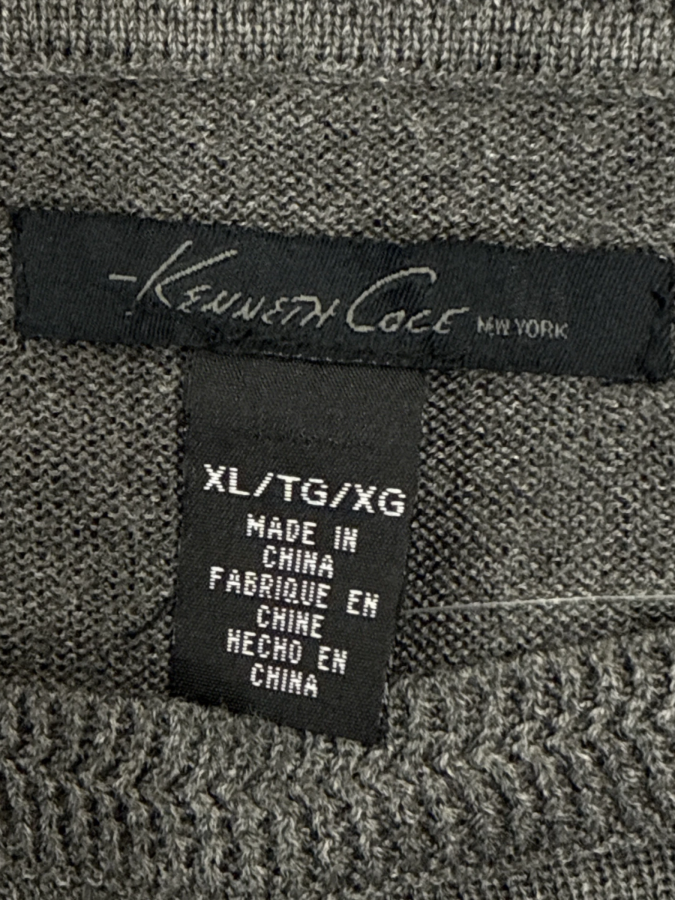 KENNETH COLE NEW YORK
XL/TG/XG
MADE IN
CHINA
FABRIQUE EN
CHINE
HECHO EN
CHINA